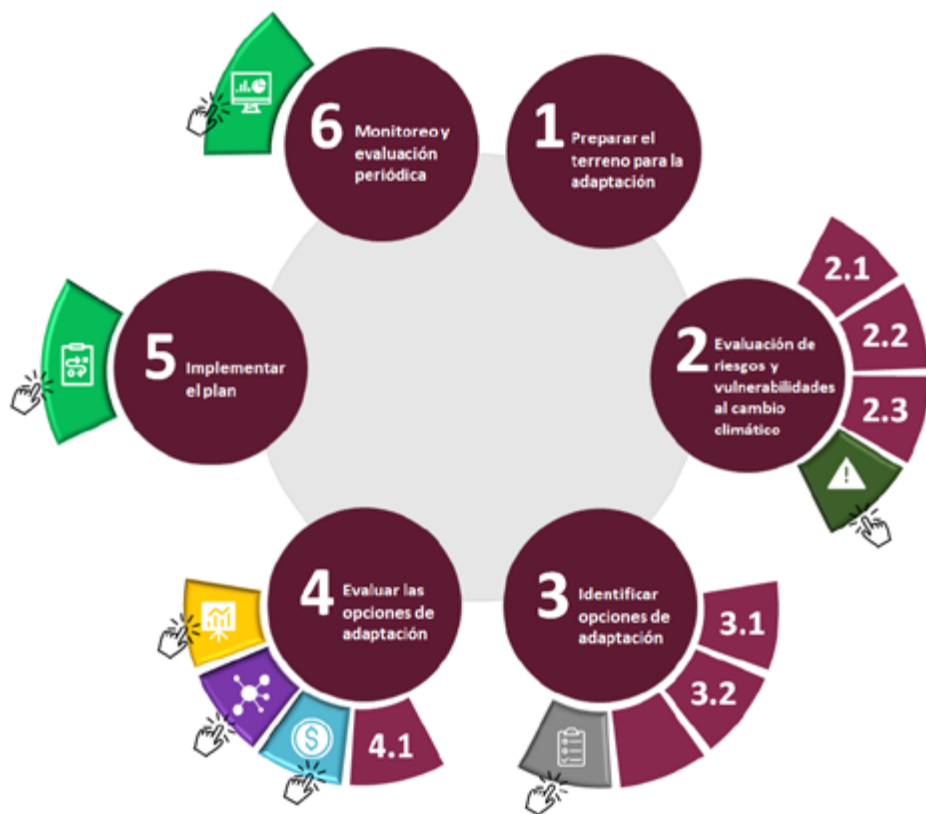 1
Preparar el
terreno para la
adaptación
2.1
2.2
2.3
2
Evaluación de
riesgos y
vulnerabilidades
al cambio
climático
!
3.1
3.2
3
Identificar
opciones de
adaptación
4.1
$
4
Evaluar las
opciones de
adaptación
5
Implementar
el plan
6
Monitoreo y
evaluación
periódica